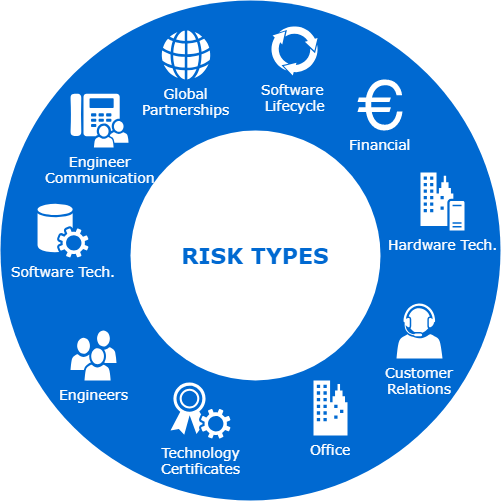 Global
Partnerships
Software
Lifecycle
Financial
Hardware Tech.
Customer
Relations
Office
Technology
Certificates
Engineers
Software Tech.
Engineer
Communication
RISK TYPES